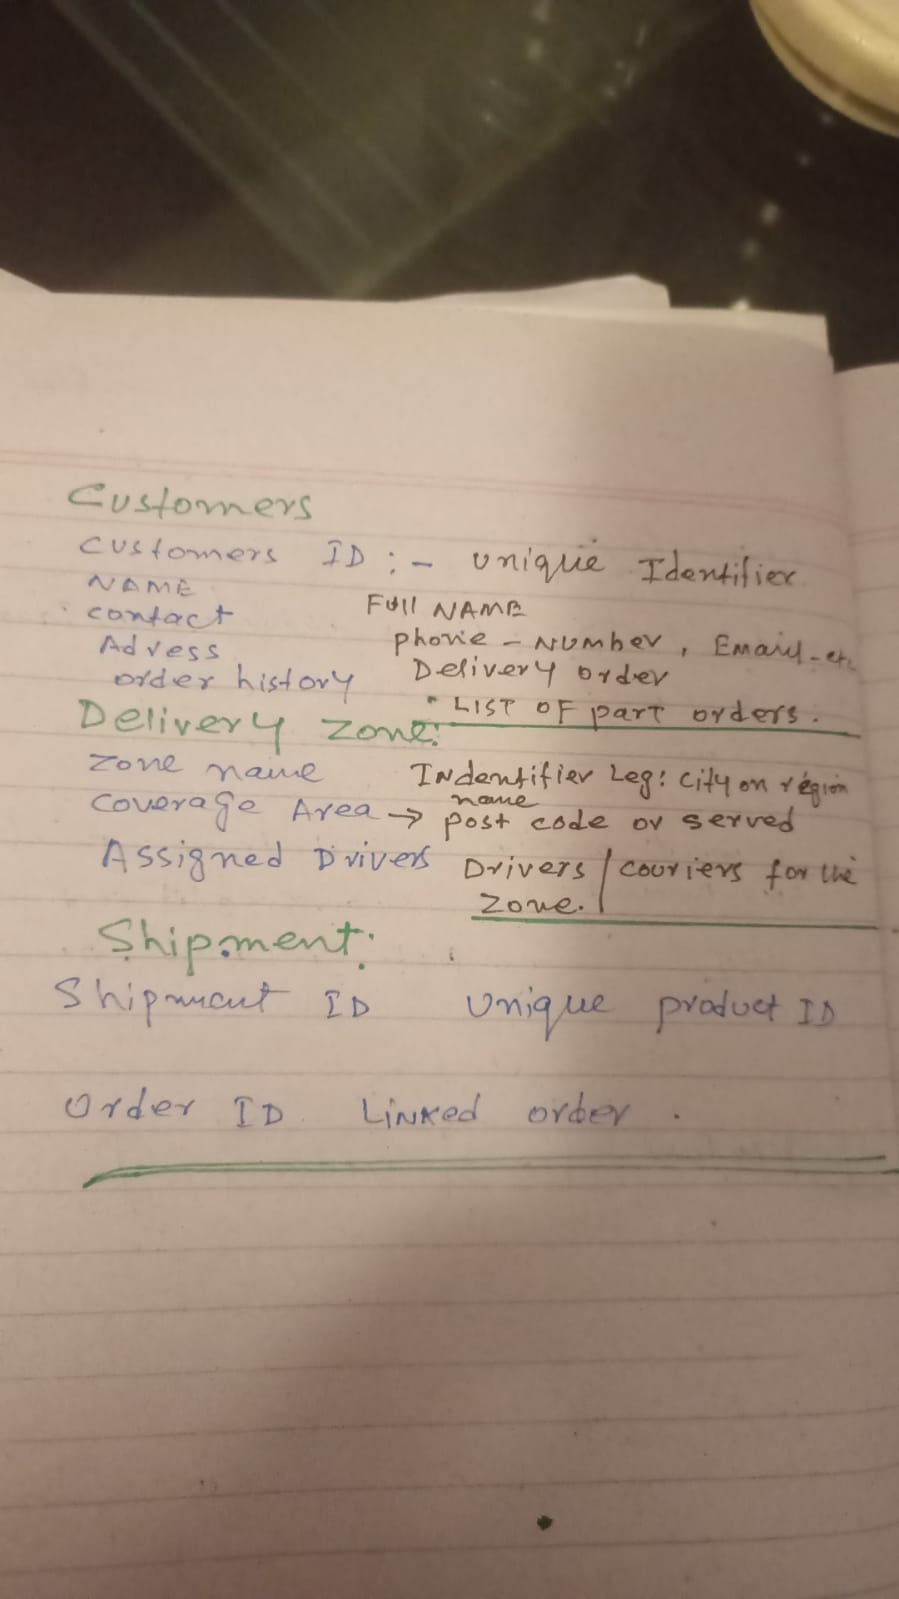 Customers
Customers ID :- unique Identifier
NAME
Full NAME
contact
phone - Number, Email - etc
Adress
Delivery order
order history
• LIST OF part orders.
Delivery zone:
zone name Indentifier Leg: city on region
name
coverage Area → post code or served
Assigned Drivers Drivers / couriers for the
zone.
Shipment:
Shipment ID unique product ID
Order ID Linked order.